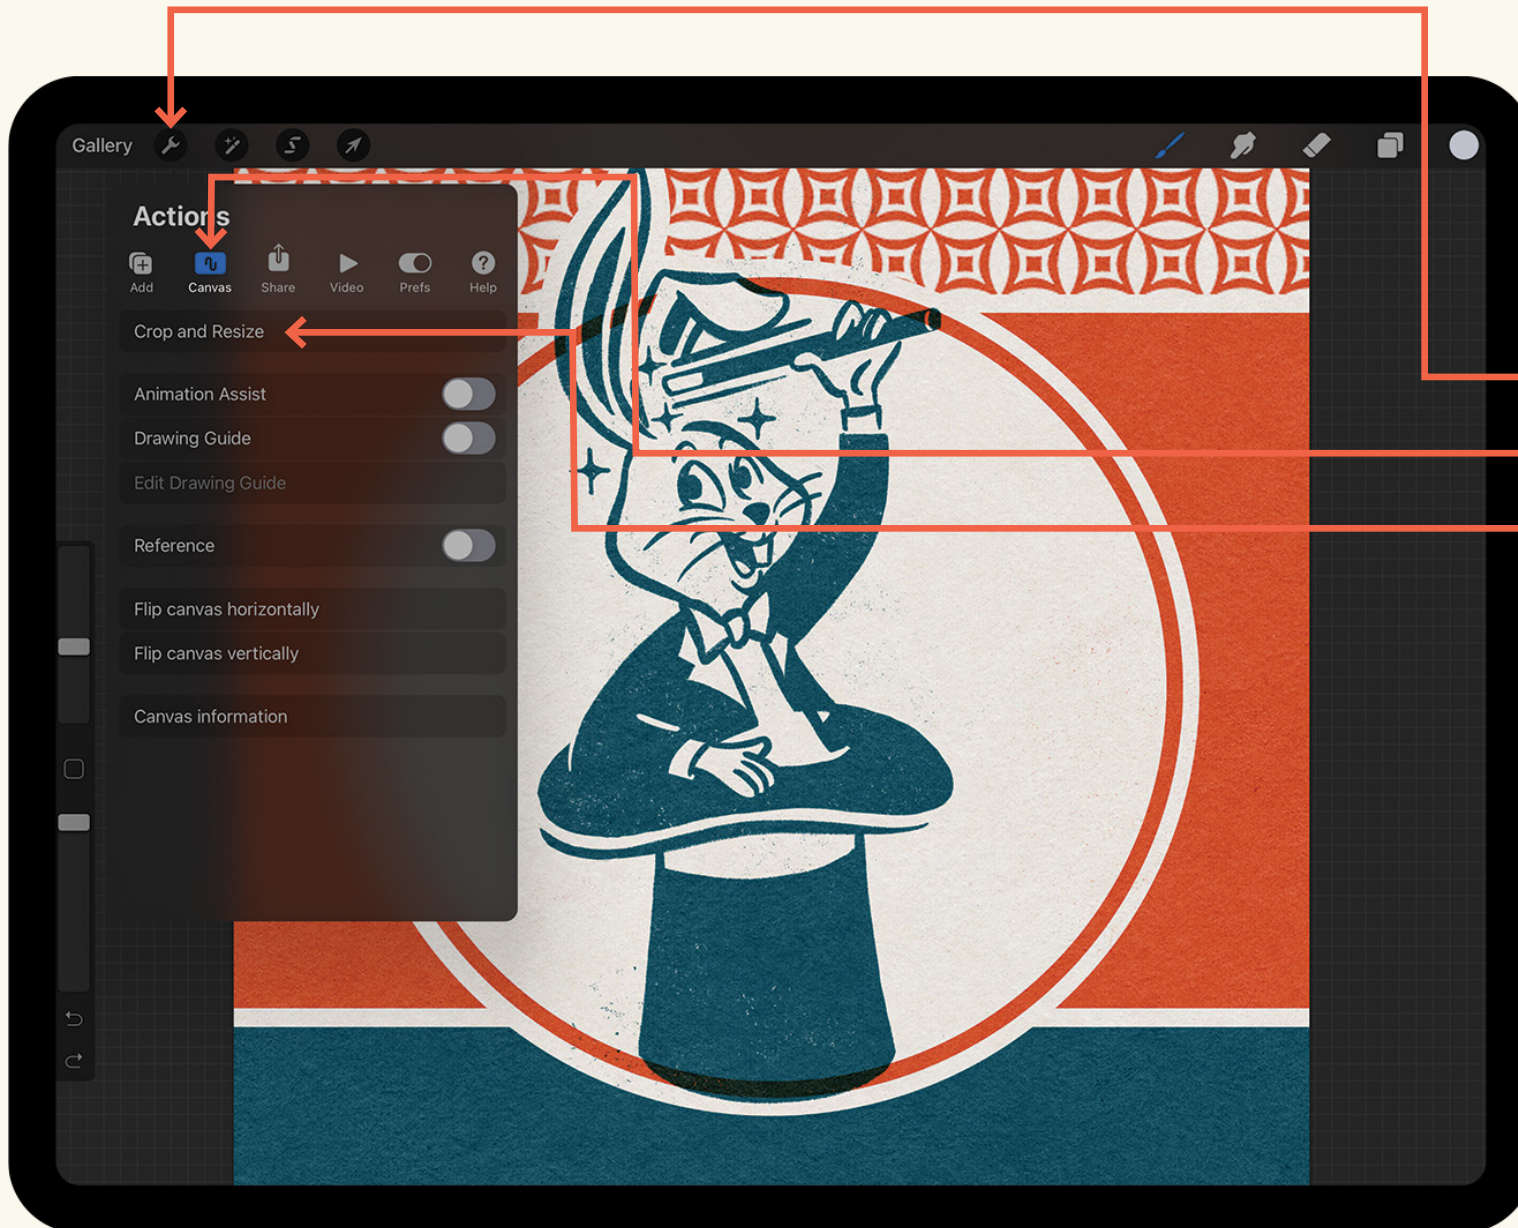 Gallery
Actions
Add Canvas Share Video Prefs Help
Crop and Resize
Animation Assist
Drawing Guide
Edit Drawing Guide
Reference
Flip canvas horizontally
Flip canvas vertically
Canvas information